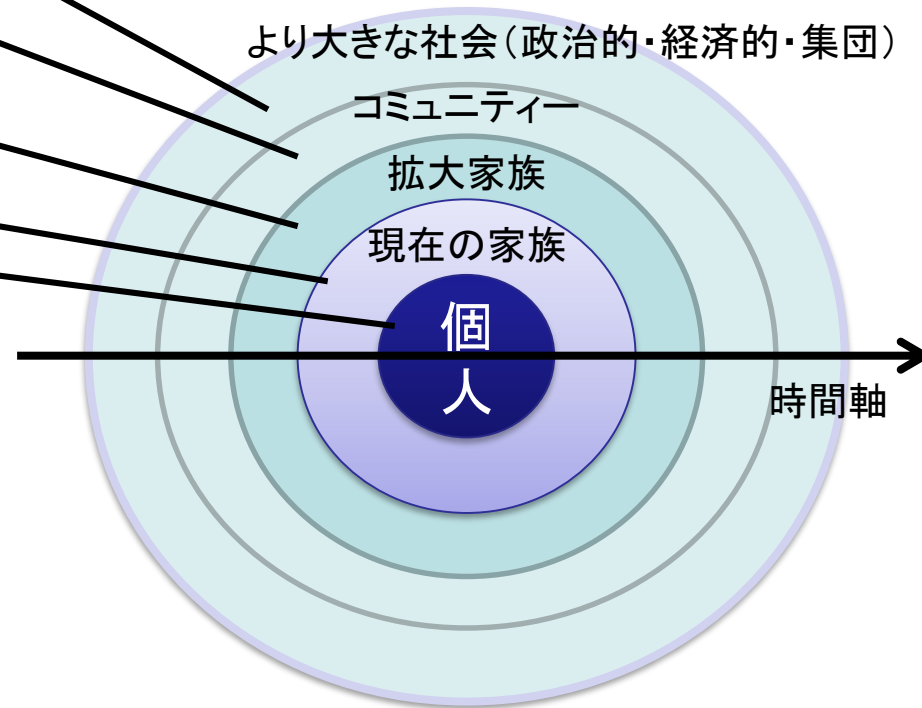 より大きな社会（政治的・経済的・集団）
コミュニティー
拡大家族
現在の家族
個
人
時間軸